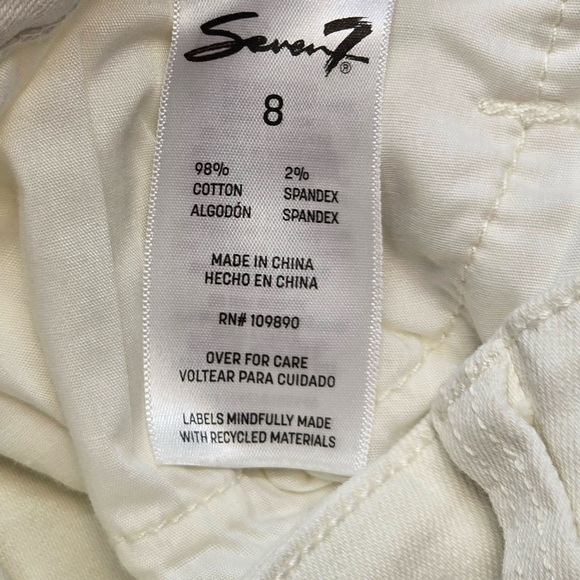 Seven7®
8
98% 2%
COTTON SPANDEX
ALGODÓN SPANDEX
MADE IN CHINA
HECHO EN CHINA
RN# 109890
OVER FOR CARE
VOLTEAR PARA CUIDADO
LABELS MINDFULLY MADE
WITH RECYCLED MATERIALS